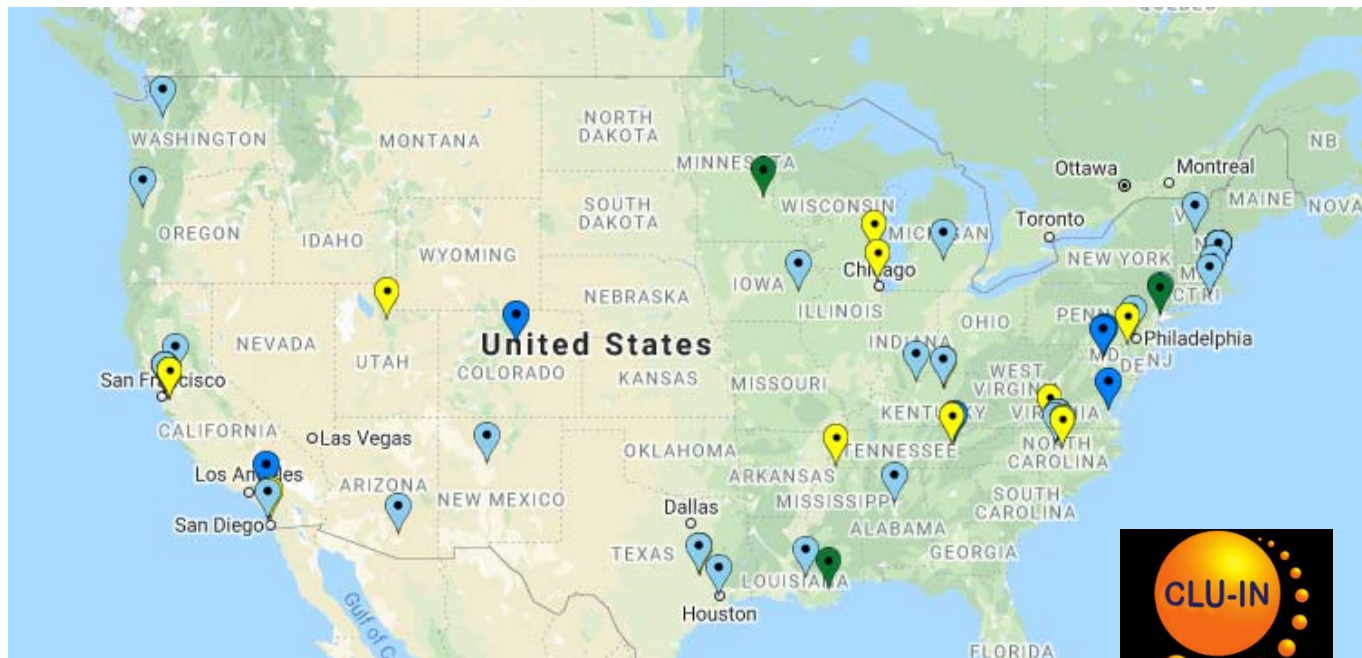 QUEBEC
WASHINGTON
MONTANA
NORTH
DAKOTA
MINNESOTA
Ottawa
Montreal
NB
MAINE
NOVA
SOUTH
DAKOTA
WISCONSIN
MICHIGAN
Toronto
OREGON
IDAHO
WYOMING
NEW YORK
Chicago
IOWA
NEBRASKA
ILLINOIS
OHIO
PENN
CTRI
United States
NEVADA
UTAH
COLORADO
KANSAS
MISSOURI
INDIANA
WEST
VIRGINIA
MD
DE
NJ
Philadelphia
San Francisco
CALIFORNIA
Las Vegas
KENTUCKY
VIRGINIA
OKLAHOMA
TENNESSEE
NORTH
CAROLINA
Los Angeles
ARIZONA
NEW MEXICO
ARKANSAS
MISSISSIPPI
SOUTH
CAROLINA
San Diego
Dallas
ALABAMA
TEXAS
LOUISIANA
GEORGIA
Houston
Gulf of C
FLORIDA
CLU-IN